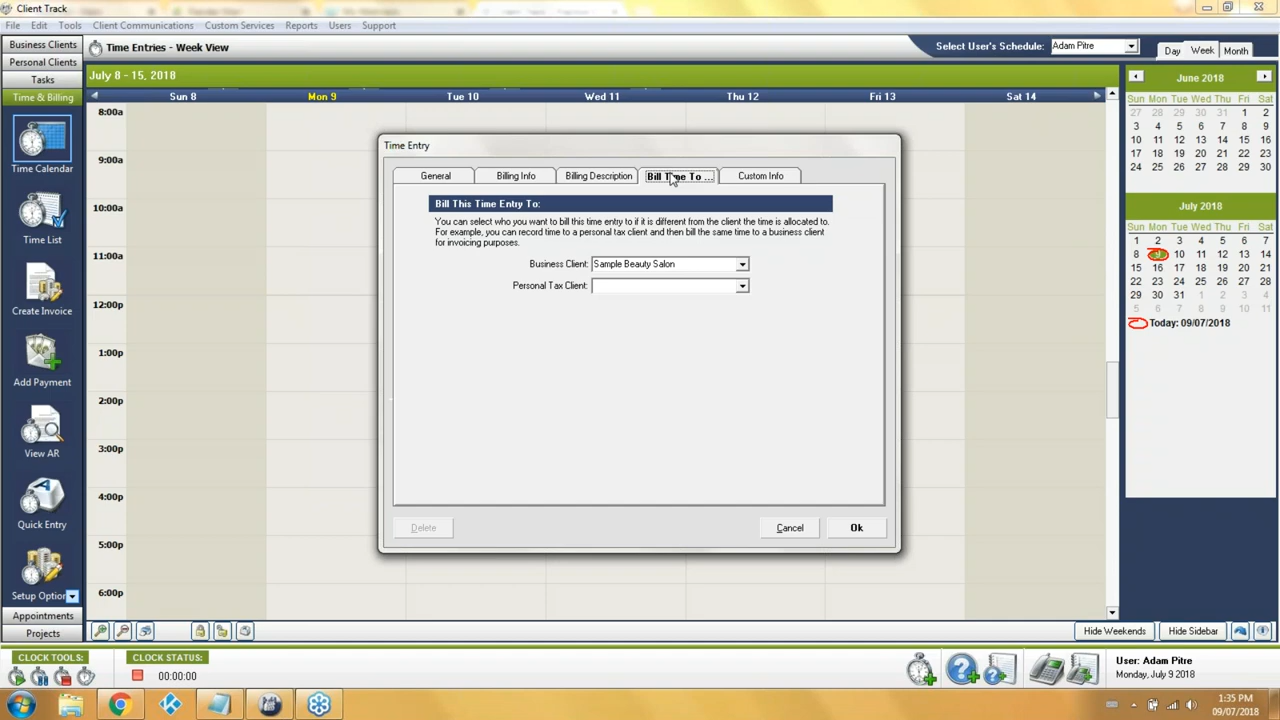 Client Track
File Edit Tools Client Communications Custom Services Reports Users Support
Business Clients
Personal Clients
Tasks
Time & Billing
Time Calendar
Time List
Create Invoice
Add Payment
View AR
Quick Entry
Setup Option
Appointments
Projects
Time Entries - Week View
Select User's Schedule: Adam Pitre
Day Week Month
July 8 - 15, 2018
Sun 8 Mon 9 Tue 10 Wed 11 Thu 12 Fri 13 Sat 14
8:00a
9:00a
10:00a
11:00a
12:00p
1:00p
2:00p
3:00p
4:00p
5:00p
6:00p
Time Entry
General Billing Info Billing Description Bill Time To ... Custom Info
Bill This Time Entry To:
You can select who you want to bill this time entry to if it is different from the client the time is allocated to.
For example, you can record time to a personal tax client and then bill the same time to a business client
for invoicing purposes.
Business Client: Sample Beauty Salon
Personal Tax Client:
Delete Cancel Ok
June 2018
Sun Mon Tue Wed Thu Fri Sat
27 28 29 30 31 1 2
3 4 5 6 7 8 9
10 11 12 13 14 15 16
17 18 19 20 21 22 23
24 25 26 27 28 29 30
July 2018
Sun Mon Tue Wed Thu Fri Sat
1 2 3 4 5 6 7
8 9 10 11 12 13 14
15 16 17 18 19 20 21
22 23 24 25 26 27 28
29 30 31 1 2 3 4
5 6 7 8 9 10 11
Today: 09/07/2018
Hide Weekends Hide Sidebar
CLOCK TOOLS: CLOCK STATUS:
00:00:00
User: Adam Pitre
Monday, July 9 2018
1:35 PM
09/07/2018